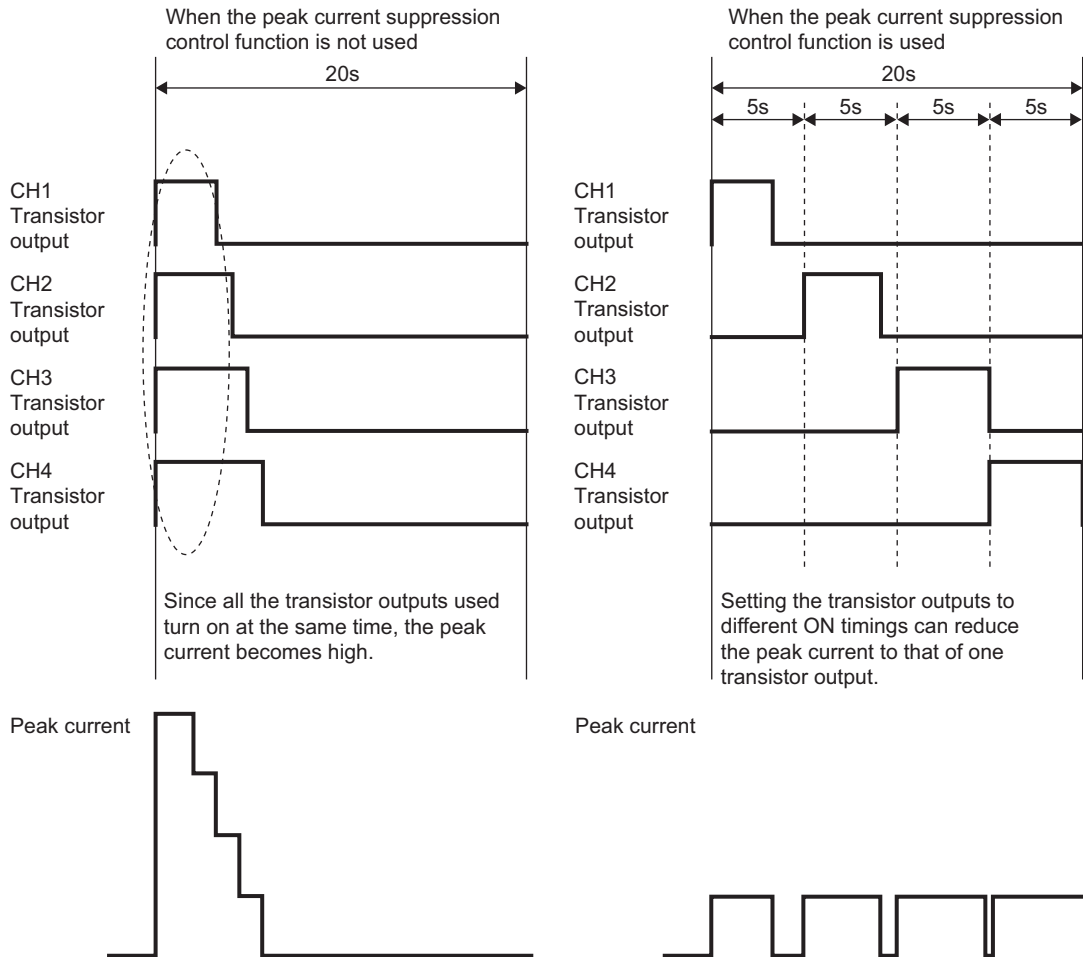 When the peak current suppression
control function is not used
20s
CH1
Transistor
output
CH2
Transistor
output
CH3
Transistor
output
CH4
Transistor
output
Since all the transistor outputs used
turn on at the same time, the peak
current becomes high.
Peak current
When the peak current suppression
control function is used
20s
5s 5s 5s 5s
CH1
Transistor
output
CH2
Transistor
output
CH3
Transistor
output
CH4
Transistor
output
Setting the transistor outputs to
different ON timings can reduce
the peak current to that of one
transistor output.
Peak current